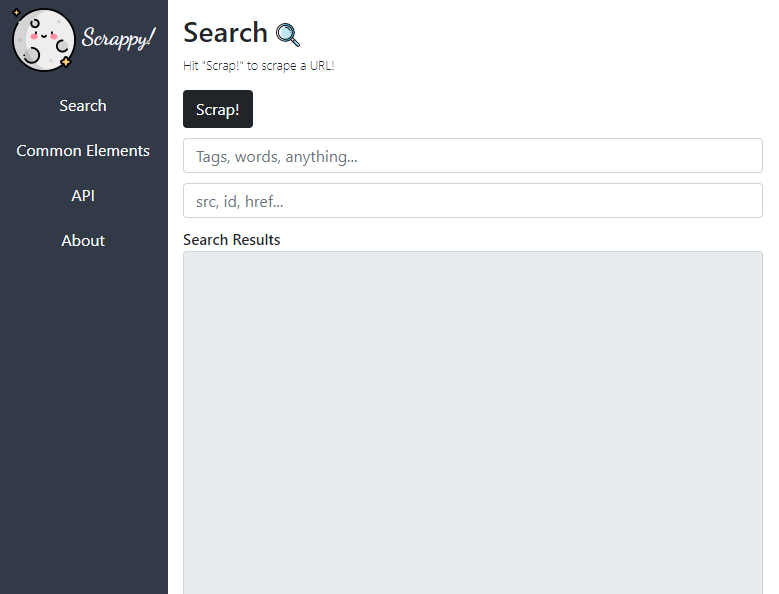 Scrappy!
Search
Common Elements
API
About
Search
Hit "Scrap!" to scrape a URL!
Scrap!
Tags, words, anything...
src, id, href...
Search Results